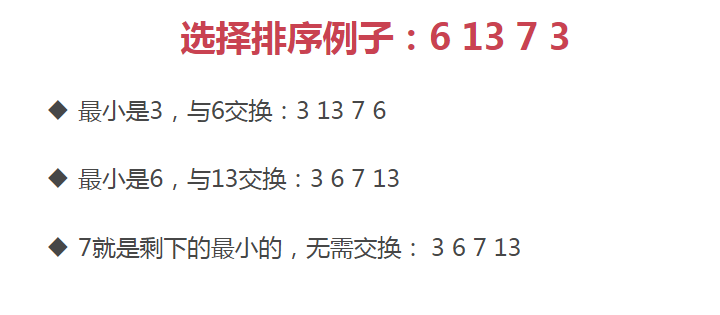 选择排序例子：6 13 7 3
◆ 最小是3，与6交换：3 13 7 6
◆ 最小是6，与13交换：3 6 7 13
◆ 7就是剩下的最小的，无需交换： 3 6 7 13